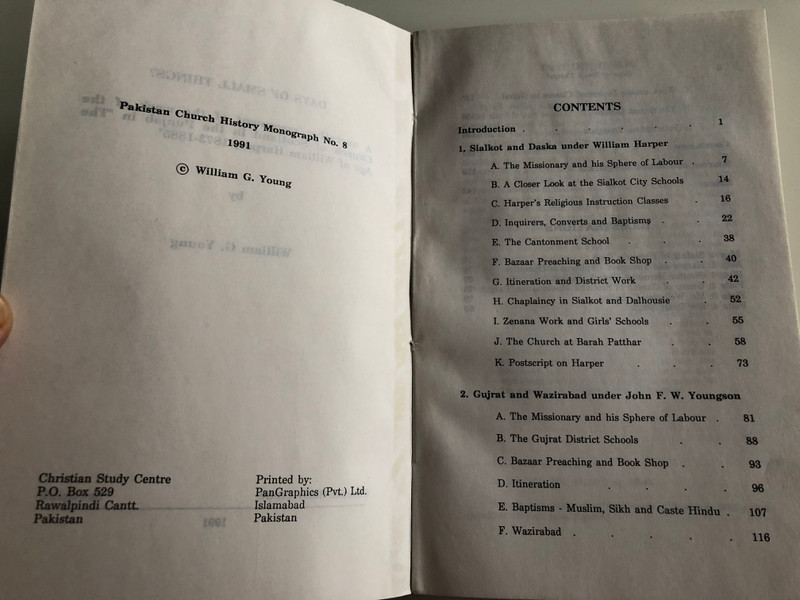 Pakistan Church History Monograph No. 8
1991
© William G. Young
Christian Study Centre
P.O. Box 529
Rawalpindi Cantt.
Pakistan
Printed by:
PanGraphics (Pvt.) Ltd.
Islamabad
Pakistan
CONTENTS
Introduction . . . . . . 1
1. Sialkot and Daska under William Harper
A. The Missionary and his Sphere of Labour . 7
B. A Closer Look at the Sialkot City Schools 14
C. Harper's Religious Instruction Classes . 16
D. Inquirers, Converts and Baptisms . . 22
E. The Cantonment School . . . 38
F. Bazaar Preaching and Book Shop . . 40
G. Itineration and District Work . . 42
H. Chaplaincy in Sialkot and Dalhousie . 52
I. Zenana Work and Girls' Schools . . 55
J. The Church at Barah Patthar . . 58
K. Postscript on Harper . . . 73
2. Gujrat and Wazirabad under John F. W. Youngson
A. The Missionary and his Sphere of Labour . 81
B. The Gujrat District Schools . . 88
C. Bazaar Preaching and Book Shop . . 93
D. Itineration . . . . 96
E. Baptisms - Muslim, Sikh and Caste Hindu . 107
F. Wazirabad . . . . . 116